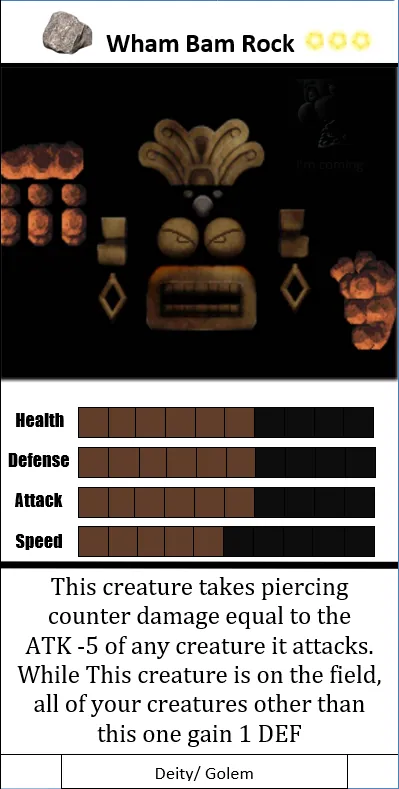 Wham Bam Rock
I'm coming
Health
Defense
Attack
Speed
This creature takes piercing
counter damage equal to the
ATK -5 of any creature it attacks.
While This creature is on the field,
all of your creatures other than
this one gain 1 DEF
Deity/ Golem